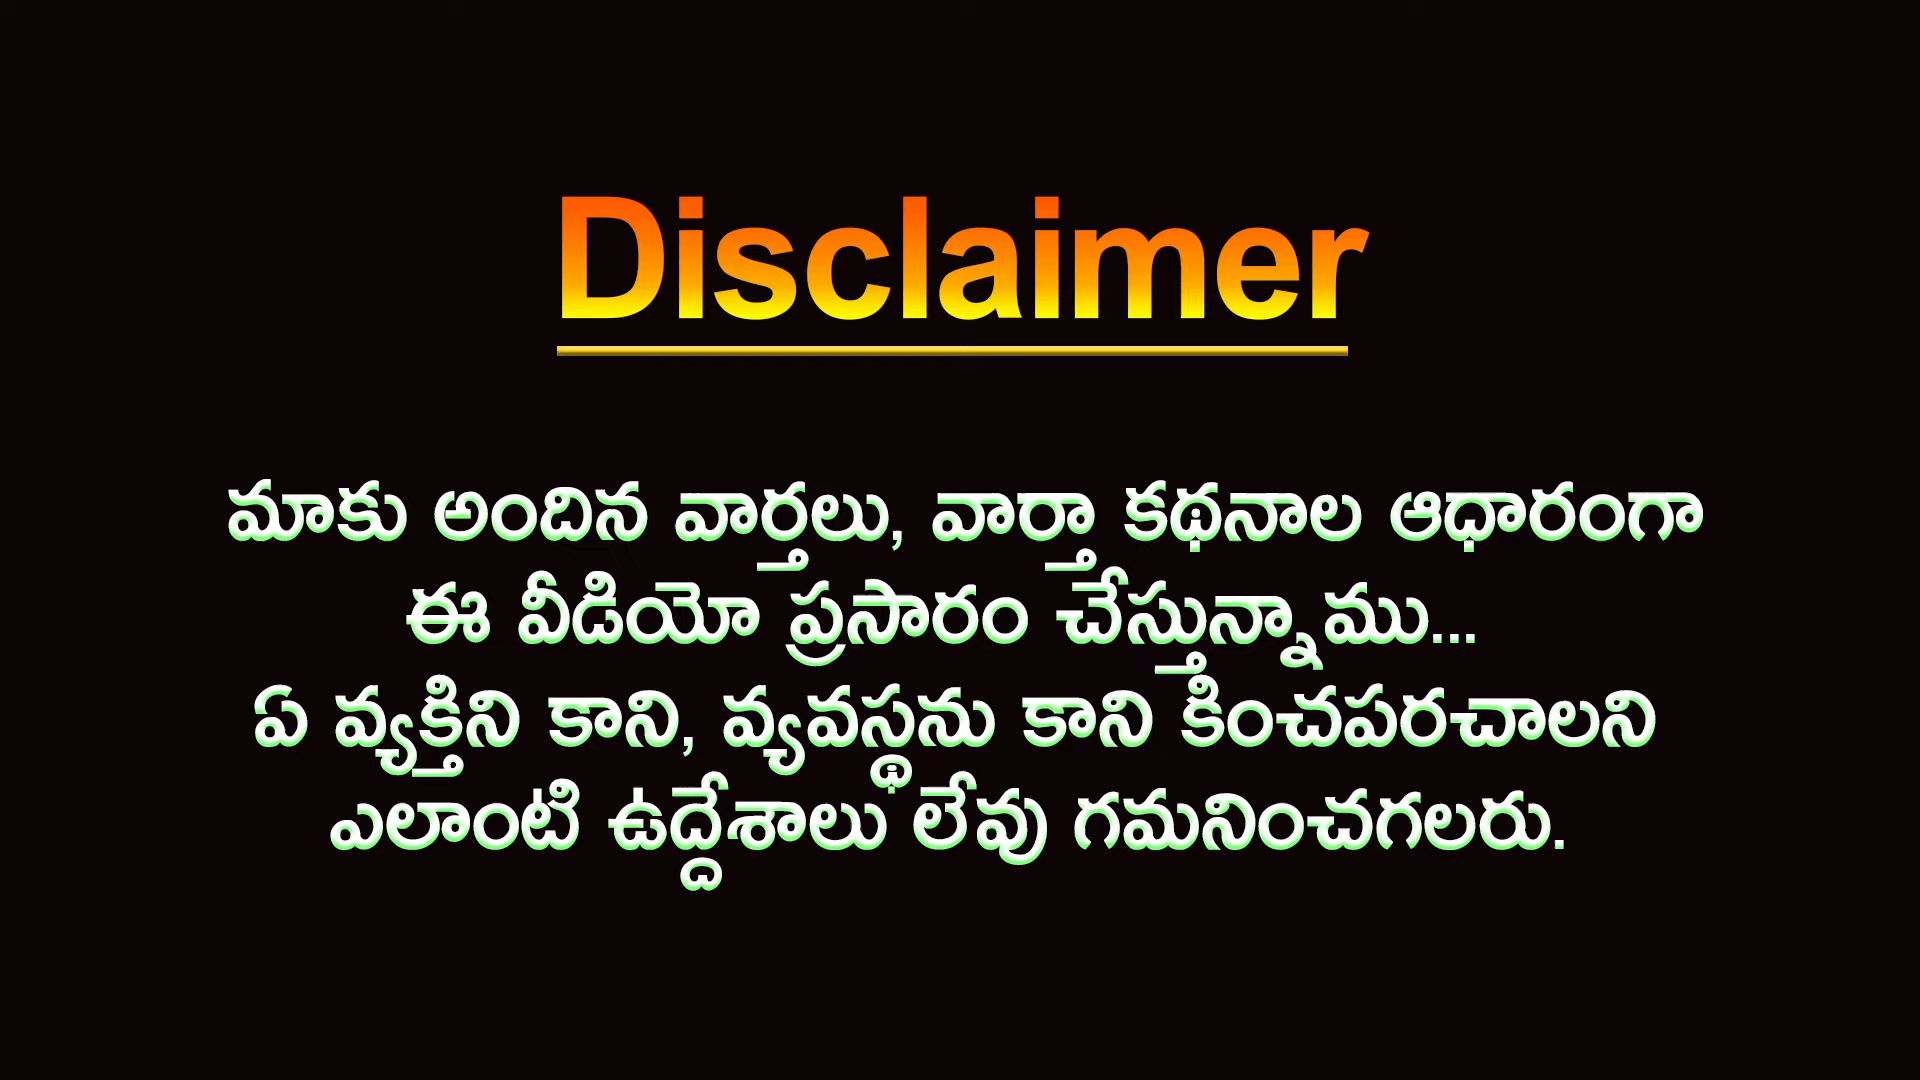 Disclaimer
మాకు అందిన వార్తలు, వార్తా కథనాల ఆధారంగా
ఈ వీడియో ప్రసారం చేస్తున్నాము...
ఏ వ్యక్తిని కాని, వ్యవస్థను కాని కించపరచాలని
ఎలాంటి ఉద్దేశాలు లేవు గమనించగలరు.